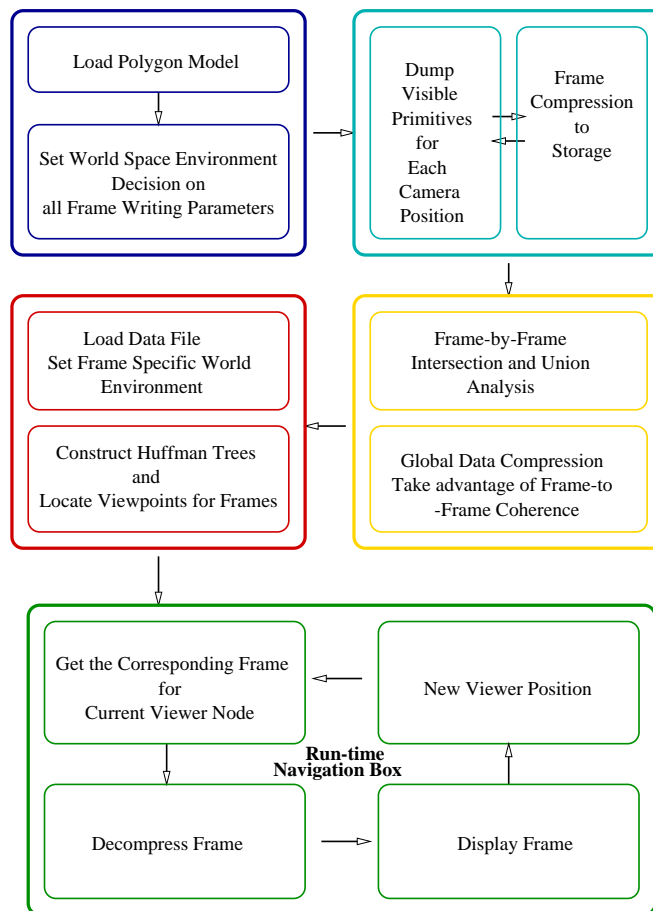 Load Polygon Model
Set World Space Environment
Decision on
all Frame Writing Parameters
Dump
Visible
Primitives
for
Each
Camera
Position
Frame
Compression
to
Storage
Load Data File
Set Frame Specific World
Environment
Construct Huffman Trees
and
Locate Viewpoints for Frames
Frame-by-Frame
Intersection and Union
Analysis
Global Data Compression
Take advantage of Frame-to
-Frame Coherence
Get the Corresponding Frame
for
Current Viewer Node
New Viewer Position
Run-time
Navigation Box
Decompress Frame
Display Frame